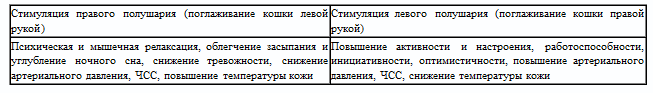 Стимуляция правого полушария (поглаживание кошки левой рукой)
Стимуляция левого полушария (поглаживание кошки правой рукой)
Психическая и мышечная релаксация, облегчение засыпания и углубление ночного сна, снижение тревожности, снижение артериального давления, ЧСС, повышение температуры кожи
Повышение активности и настроения, работоспособности, инициативности, оптимистичности, повышение артериального давления, ЧСС, снижение температуры кожи